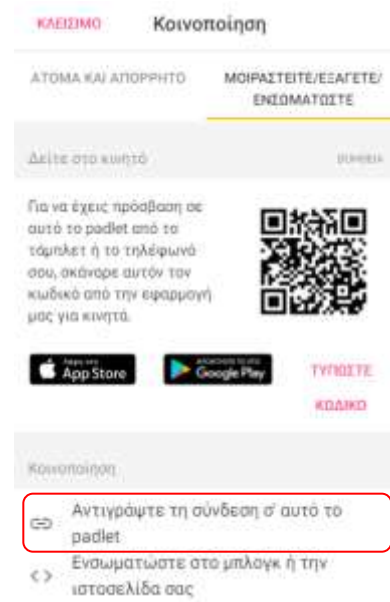 ΚΛΕΙΣΙΜΟ Κοινοποίηση
ΑΤΟΜΑ ΚΑΙ ΑΠΟΡΡΗΤΟ ΜΟΙΡΑΣΤΕΙΤΕ/ΕΞΑΓΕΤΕ/
ΕΝΣΩΜΑΤΩΣΤΕ
Δείτε στο κινητό ΒΟΗΘΕΙΑ
Για να έχεις πρόσβαση σε
αυτό το padlet από το
τάμπλετ ή το τηλέφωνό
σου, σκάναρε αυτόν τον
κωδικό από την εφαρμογή
μας για κινητά.
App Store Google Play ΤΥΠΩΣΤΕ
ΚΩΔΙΚΟ
Κοινοποίηση
Αντιγράψτε τη σύνδεση σ' αυτό το
padlet
Ενσωματώστε στο μπλογκ ή την
ιστοσελίδα σας